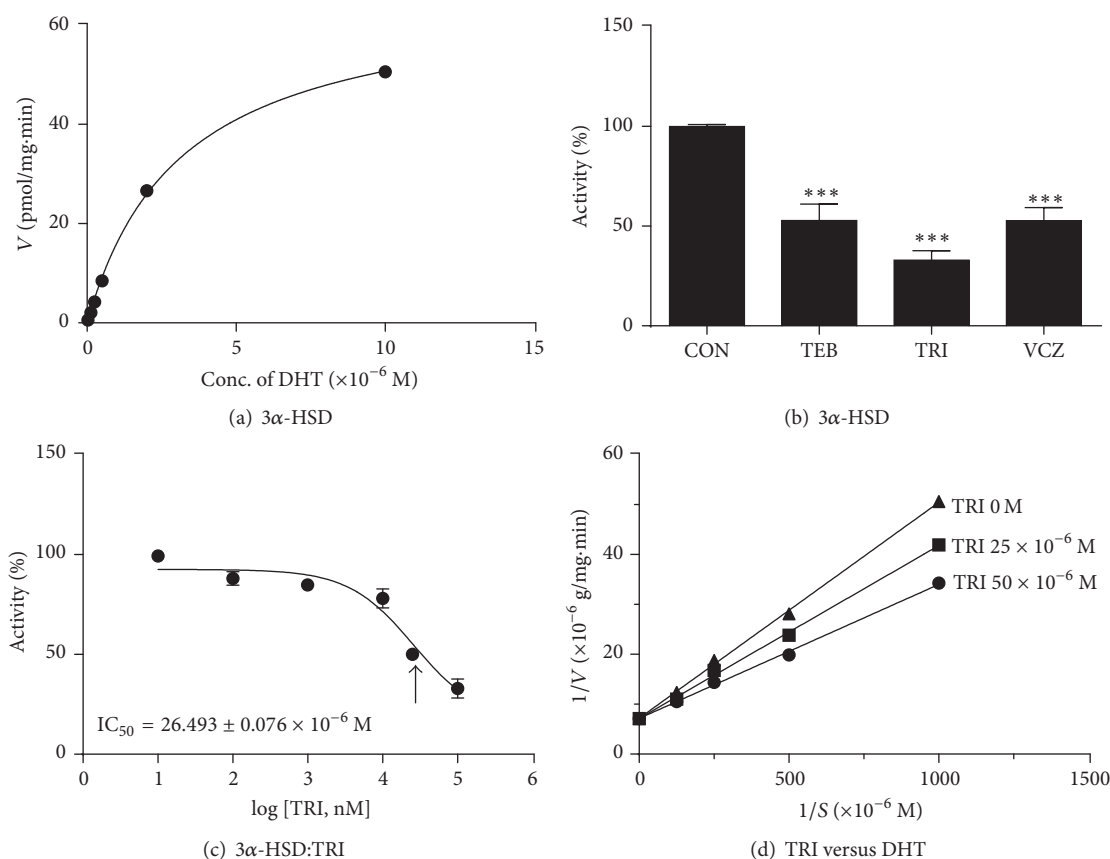 60
40
20
0
V (pmol/mg·min)
0 5 10 15
Conc. of DHT (×10⁻⁶ M)
(a) 3α-HSD
150
100
50
0
Activity (%)
*** *** ***
CON TEB TRI VCZ
(b) 3α-HSD
150
100
50
0
Activity (%)
IC₅₀ = 26.493 ± 0.076 × 10⁻⁶ M
0 1 2 3 4 5 6
log [TRI, nM]
(c) 3α-HSD:TRI
60
40
20
0
1/V (×10⁻⁶ g/mg·min)
TRI 0 M
TRI 25 × 10⁻⁶ M
TRI 50 × 10⁻⁶ M
0 500 1000 1500
1/S (×10⁻⁶ M)
(d) TRI versus DHT